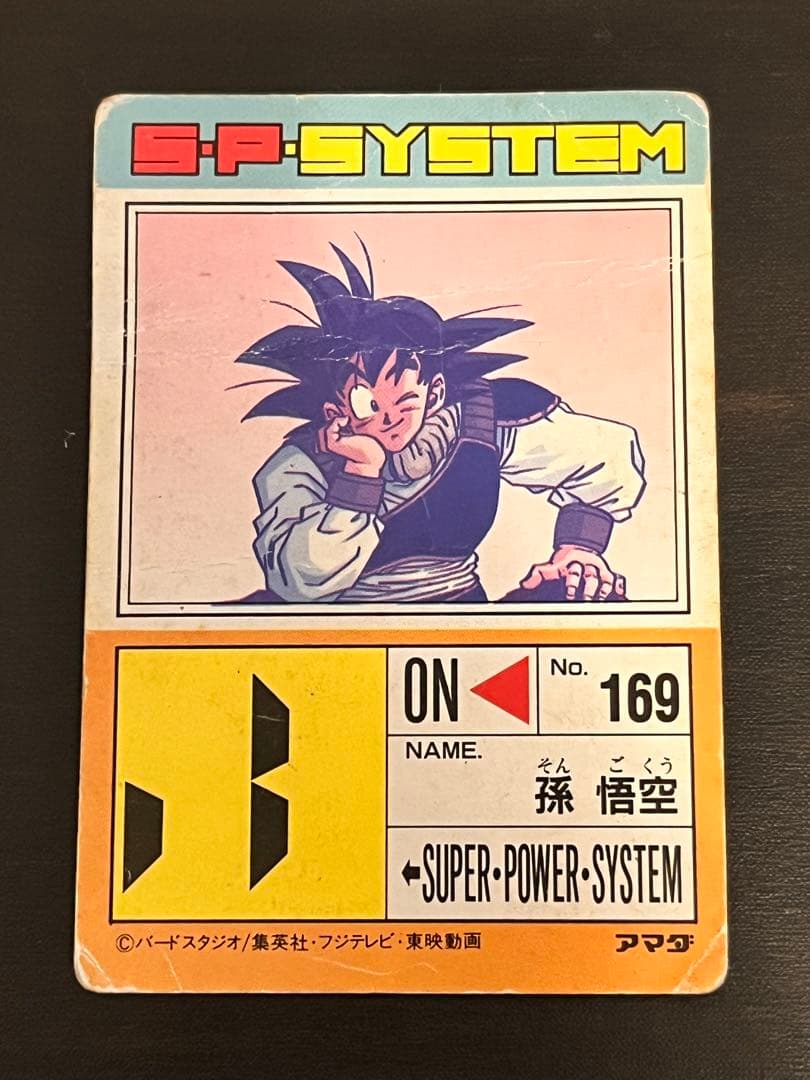 S·P·SYSTEM
ON
No. 169
NAME.
そん ご くう
孫 悟空
←SUPER·POWER·SYSTEM
©バードスタジオ/集英社・フジテレビ・東映動画
アマダ